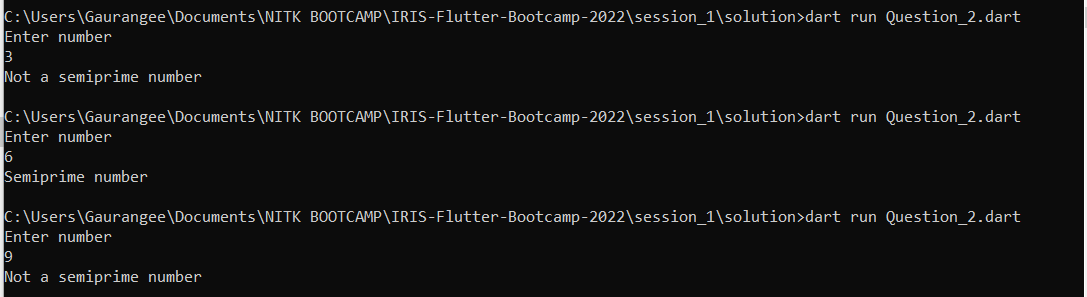 C:\Users\Gaurangee\Documents\NITK BOOTCAMP\IRIS-Flutter-Bootcamp-2022\session_1\solution>dart run Question_2.dart
Enter number
3
Not a semiprime number
C:\Users\Gaurangee\Documents\NITK BOOTCAMP\IRIS-Flutter-Bootcamp-2022\session_1\solution>dart run Question_2.dart
Enter number
6
Semiprime number
C:\Users\Gaurangee\Documents\NITK BOOTCAMP\IRIS-Flutter-Bootcamp-2022\session_1\solution>dart run Question_2.dart
Enter number
9
Not a semiprime number